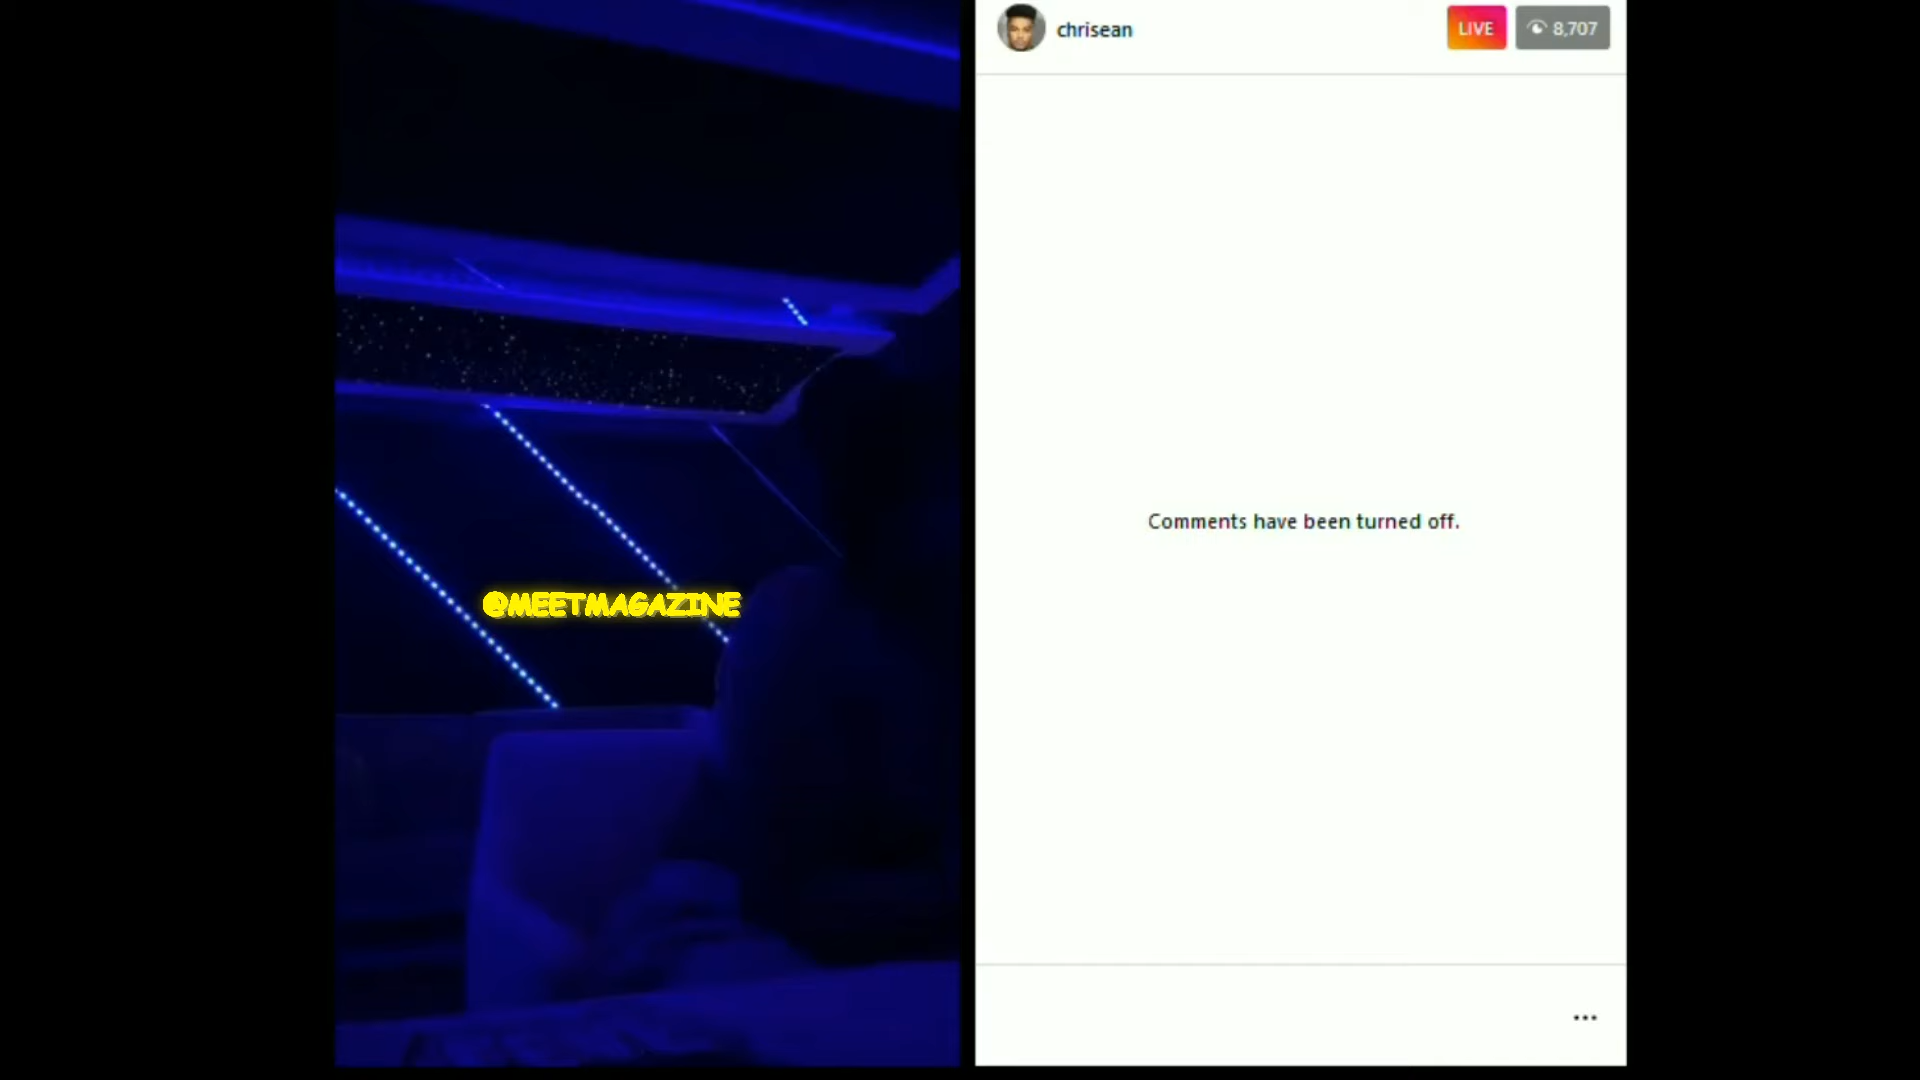 chrisean
LIVE
8,707
@MEETMAGAZINE
Comments have been turned off.